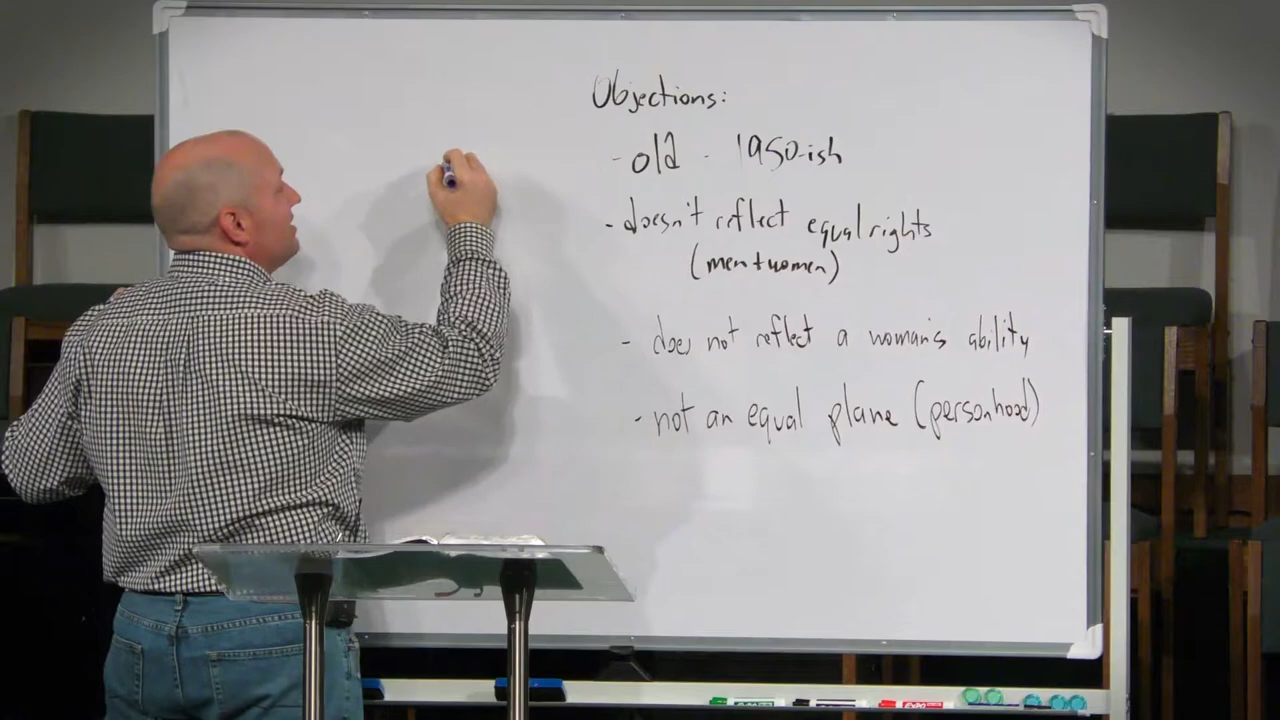 Objections:
- old - 1950-ish
- doesn't reflect equal rights
(men + women)
- does not reflect a woman's ability
- not an equal plane (personhood)
EXPO